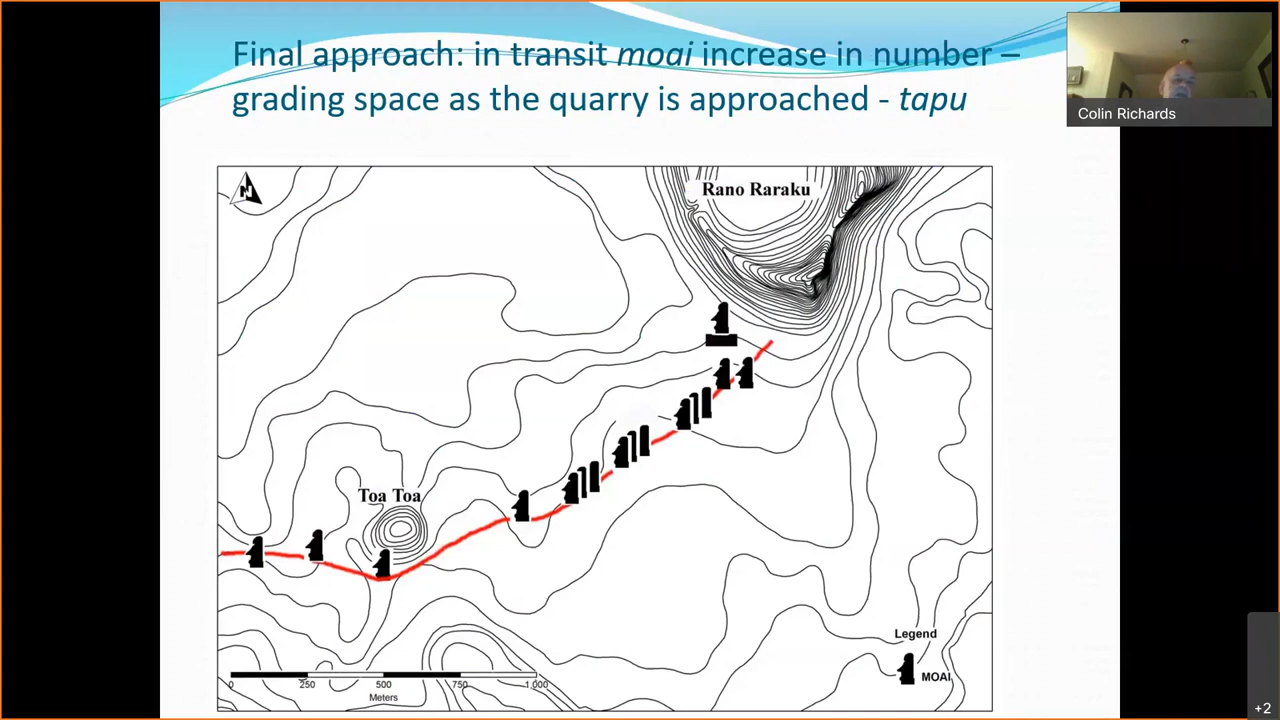 Final approach: in transit moai increase in number –
grading space as the quarry is approached - tapu
Colin Richards
N
Rano Raraku
Toa Toa
Legend
MOAI
0 250 500 750 1 000
Meters
+2